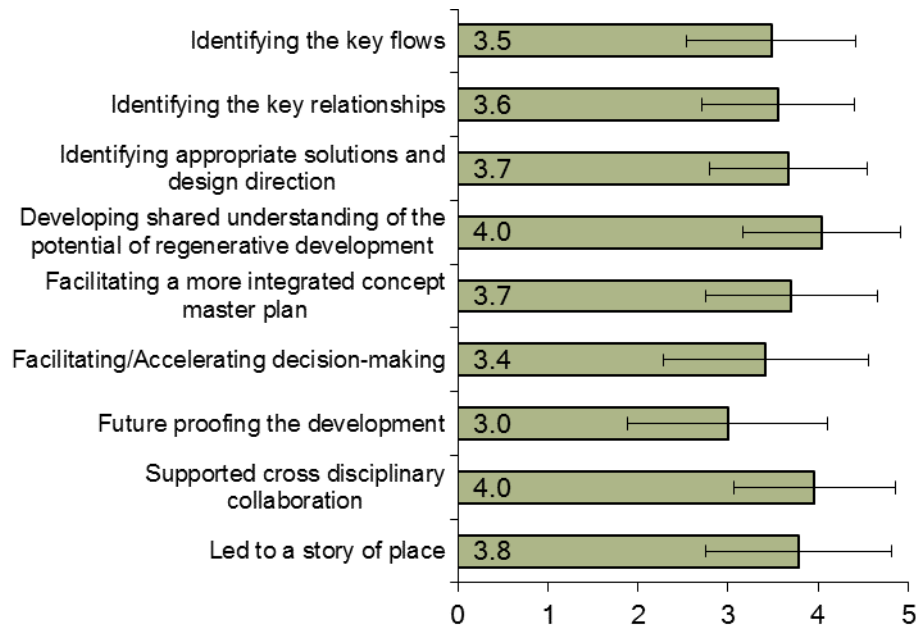 Identifying the key flows
3.5
Identifying the key relationships
3.6
Identifying appropriate solutions and
design direction
3.7
Developing shared understanding of the
potential of regenerative development
4.0
Facilitating a more integrated concept
master plan
3.7
Facilitating/Accelerating decision-making
3.4
Future proofing the development
3.0
Supported cross disciplinary
collaboration
4.0
Led to a story of place
3.8
0 1 2 3 4 5